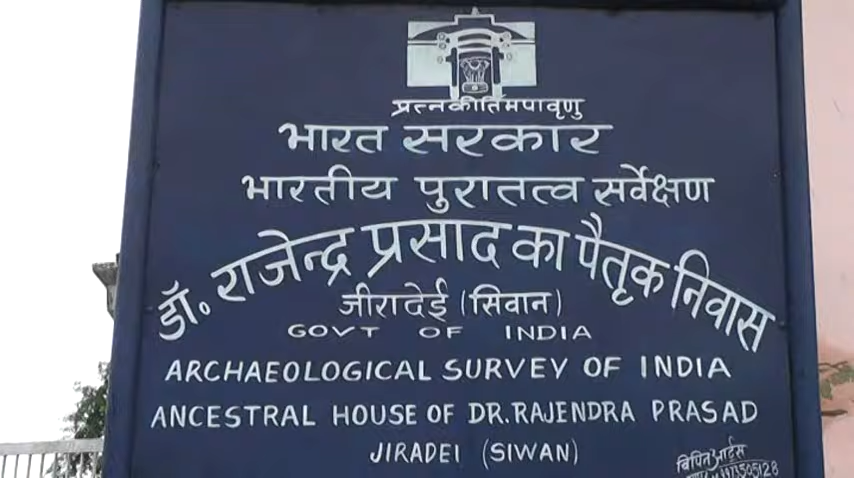 प्रत्नकीर्तिमपावृणु
भारत सरकार
भारतीय पुरातत्व सर्वेक्षण
डॉ॰ राजेन्द्र प्रसाद का पैतृक निवास
जीरादेई (सिवान)
GOVT OF INDIA
ARCHAEOLOGICAL SURVEY OF INDIA
ANCESTRAL HOUSE OF DR. RAJENDRA PRASAD
JIRADEI (SIWAN)
बिपिन आर्ट्स